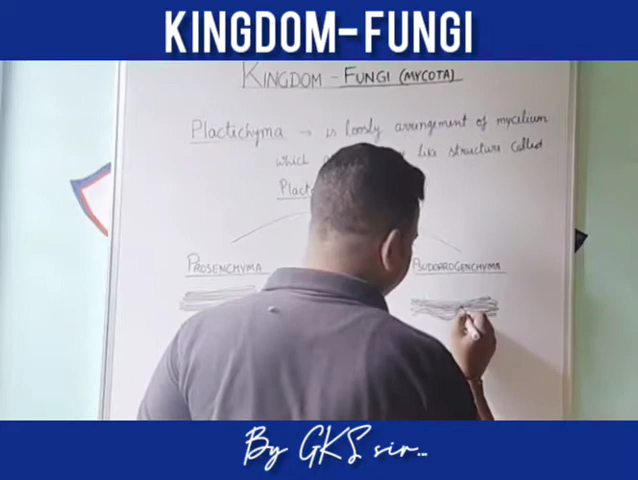 KINGDOM-FUNGI
KINGDOM - FUNGI (MYCOTA)
Plactechyma → is loosly arrangement of mycelium
which like structure called
Plact
PROSENCHYMA
PSUDOPROGENCHYMA
By GKS sir...